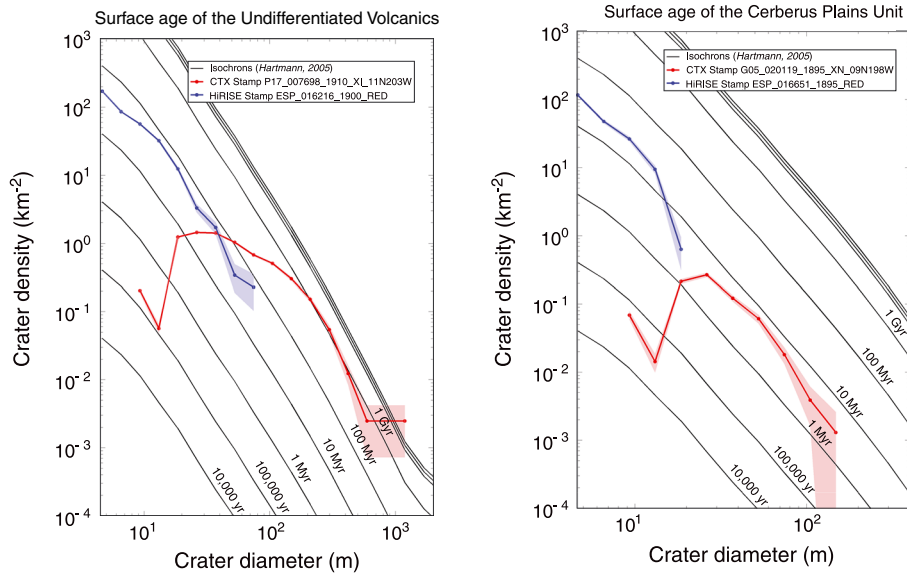 Surface age of the Undifferentiated Volcanics
10³
10²
10¹
10⁰
10⁻¹
10⁻²
10⁻³
10⁻⁴
Crater density (km⁻²)
Isochrons (Hartmann, 2005)
CTX Stamp P17_007698_1910_XI_11N203W
HiRISE Stamp ESP_016216_1900_RED
10,000 yr
100,000 yr
1 Myr
10 Myr
100 Myr
1 Gyr
10¹
10²
10³
Crater diameter (m)
Surface age of the Cerberus Plains Unit
10³
10²
10¹
10⁰
10⁻¹
10⁻²
10⁻³
10⁻⁴
Crater density (km⁻²)
Isochrons (Hartmann, 2005)
CTX Stamp G05_020119_1895_XN_09N198W
HiRISE Stamp ESP_016651_1895_RED
10,000 yr
100,000 yr
1 Myr
10 Myr
100 Myr
1 Gyr
10¹
10²
Crater diameter (m)